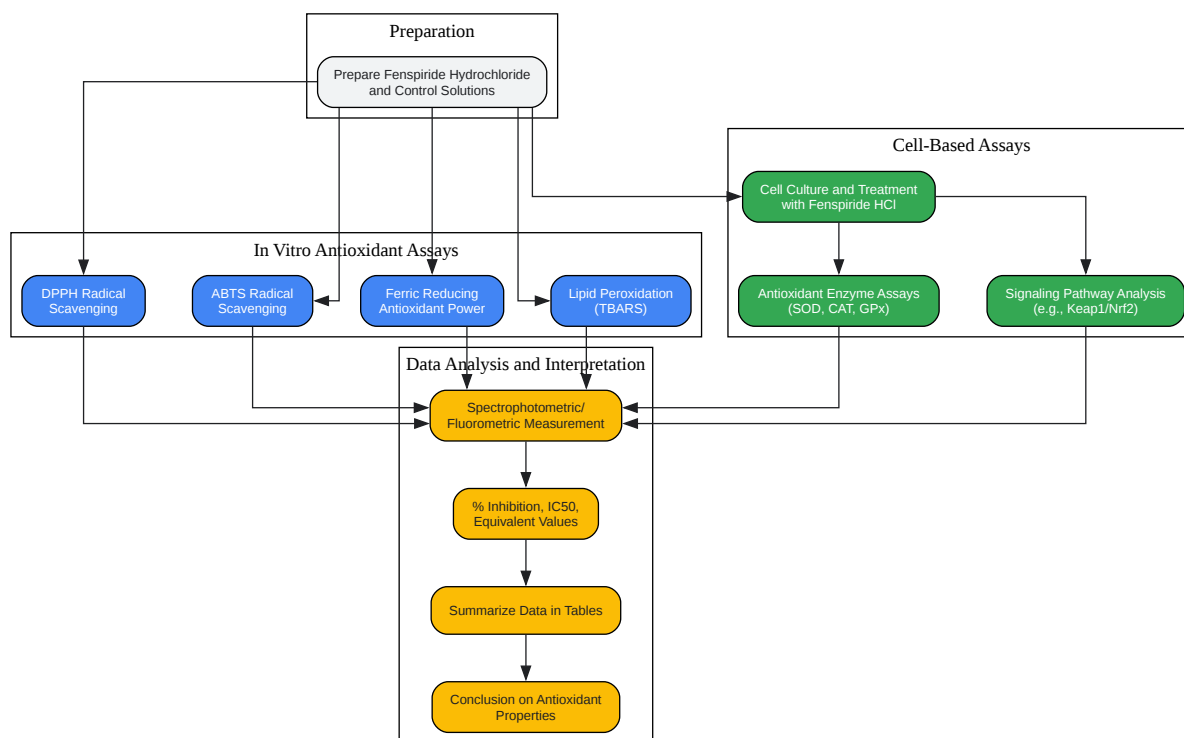 Preparation
Prepare Fenspiride Hydrochloride
and Control Solutions
Cell-Based Assays
Cell Culture and Treatment
with Fenspiride HCl
In Vitro Antioxidant Assays
DPPH Radical
Scavenging
ABTS Radical
Scavenging
Ferric Reducing
Antioxidant Power
Lipid Peroxidation
(TBARS)
Antioxidant Enzyme Assays
(SOD, CAT, GPx)
Signaling Pathway Analysis
(e.g., Keap1/Nrf2)
Data Analysis and Interpretation
Spectrophotometric/
Fluorometric Measurement
% Inhibition, IC50,
Equivalent Values
Summarize Data in Tables
Conclusion on Antioxidant
Properties